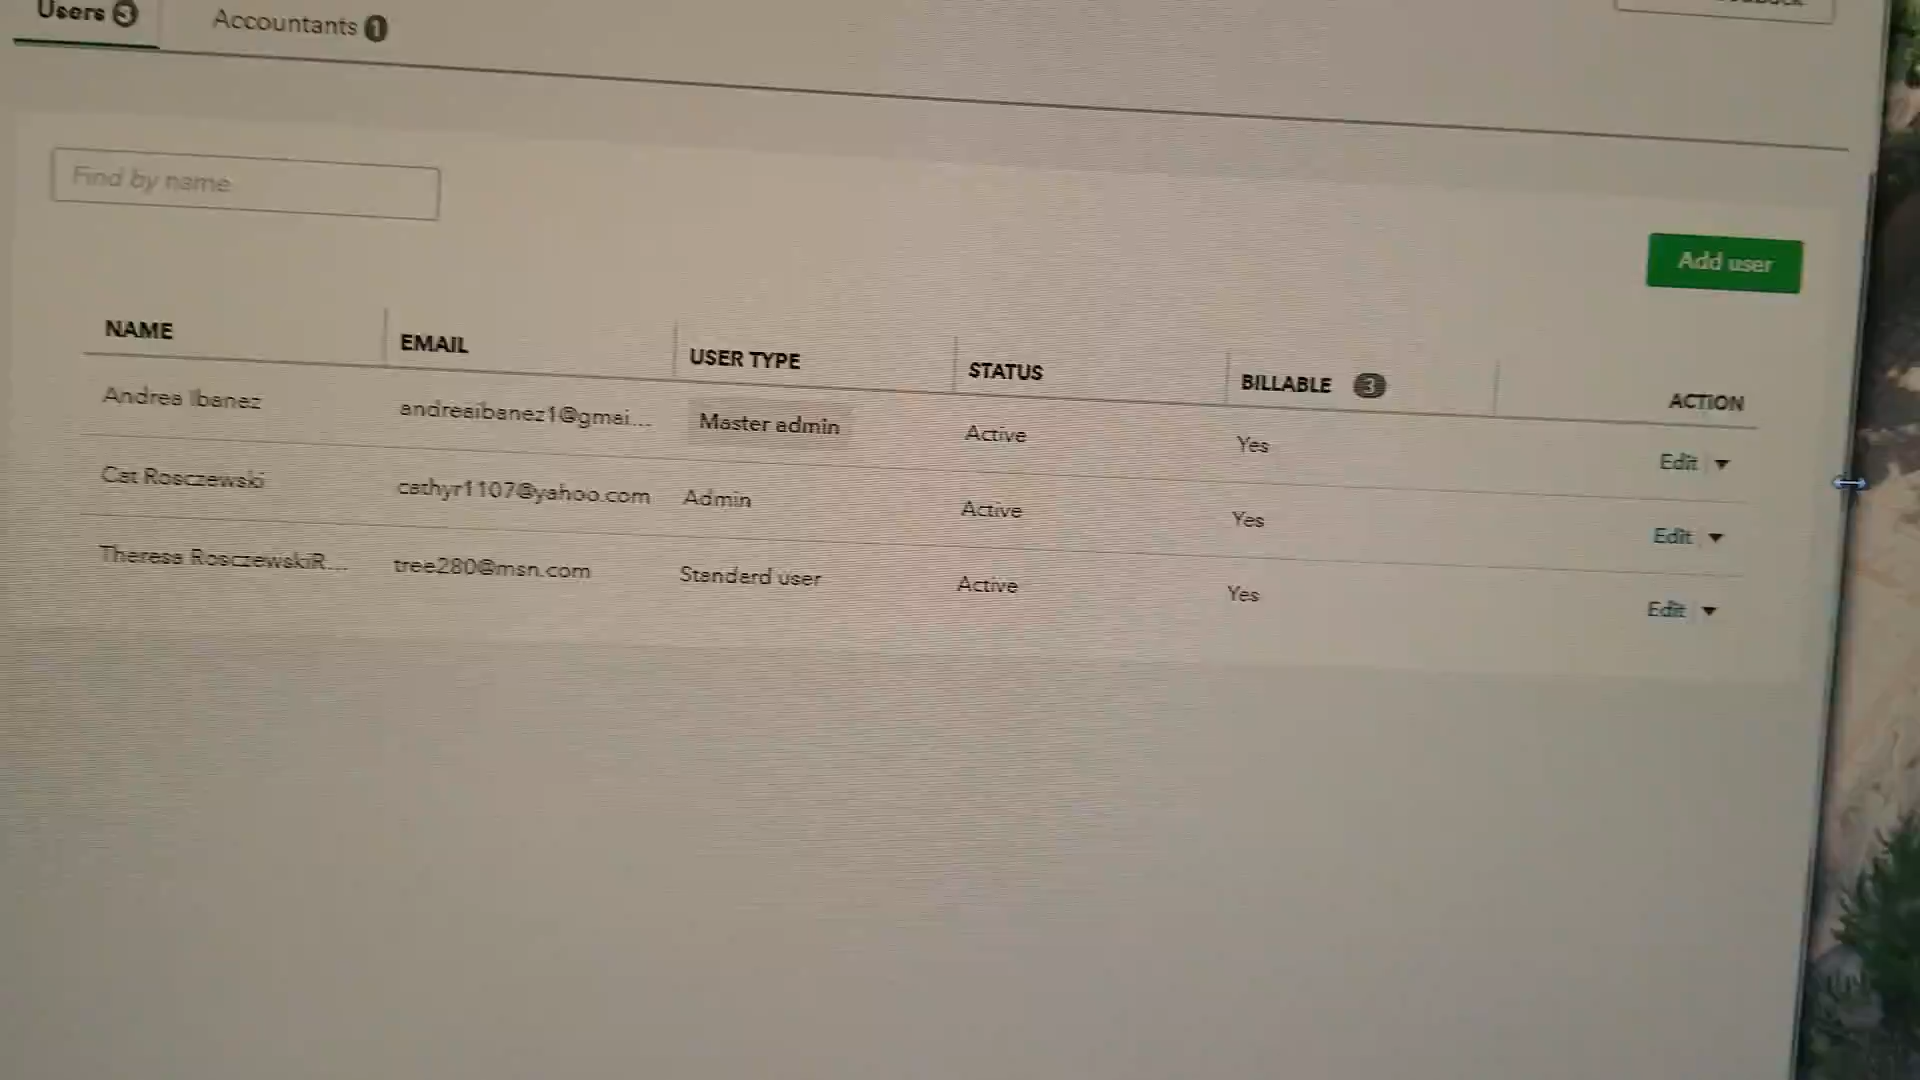 Users 3
Accountants 1
Find by name
Add user
NAME EMAIL USER TYPE STATUS BILLABLE 3 ACTION
Andrea Ibanez andreaibanez1@gmai... Master admin Active Yes Edit
Cat Rosczewski cathyr1107@yahoo.com Admin Active Yes Edit
Theresa RosczewskiR... tree280@msn.com Standard user Active Yes Edit